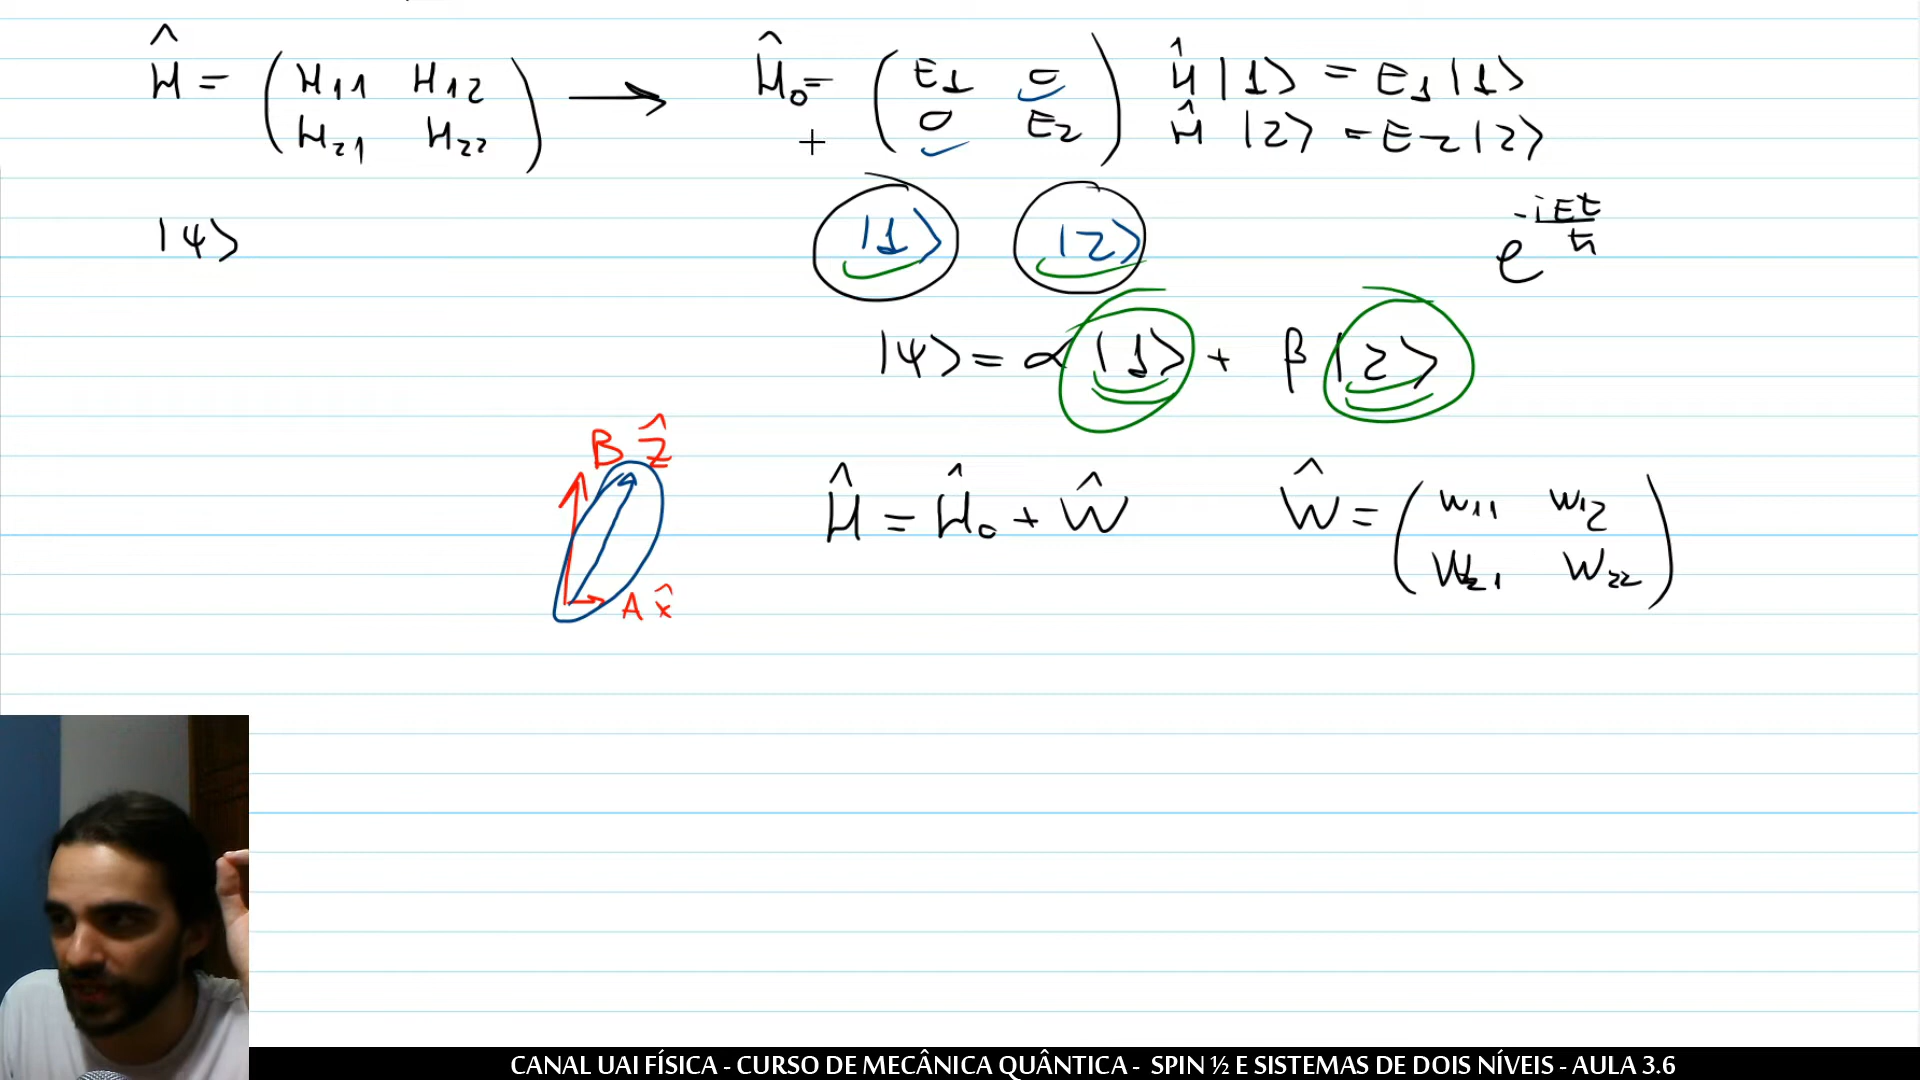 Ĥ = ( H11 H12 → Ĥ0 = ( E1 0 ) Ĥ |1⟩ = E1 |1⟩
H21 H22 ) + 0 E2 Ĥ |2⟩ = E2 |2⟩
|ψ⟩ |1⟩ |2⟩ e^(-iEt/ħ)
|ψ⟩ = α |1⟩ + β |2⟩
B ẑ
Ĥ = Ĥ0 + Ŵ Ŵ = ( W11 W12
W21 W22 )
A x̂
CANAL UAI FÍSICA - CURSO DE MECÂNICA QUÂNTICA - SPIN ½ E SISTEMAS DE DOIS NÍVEIS - AULA 3.6